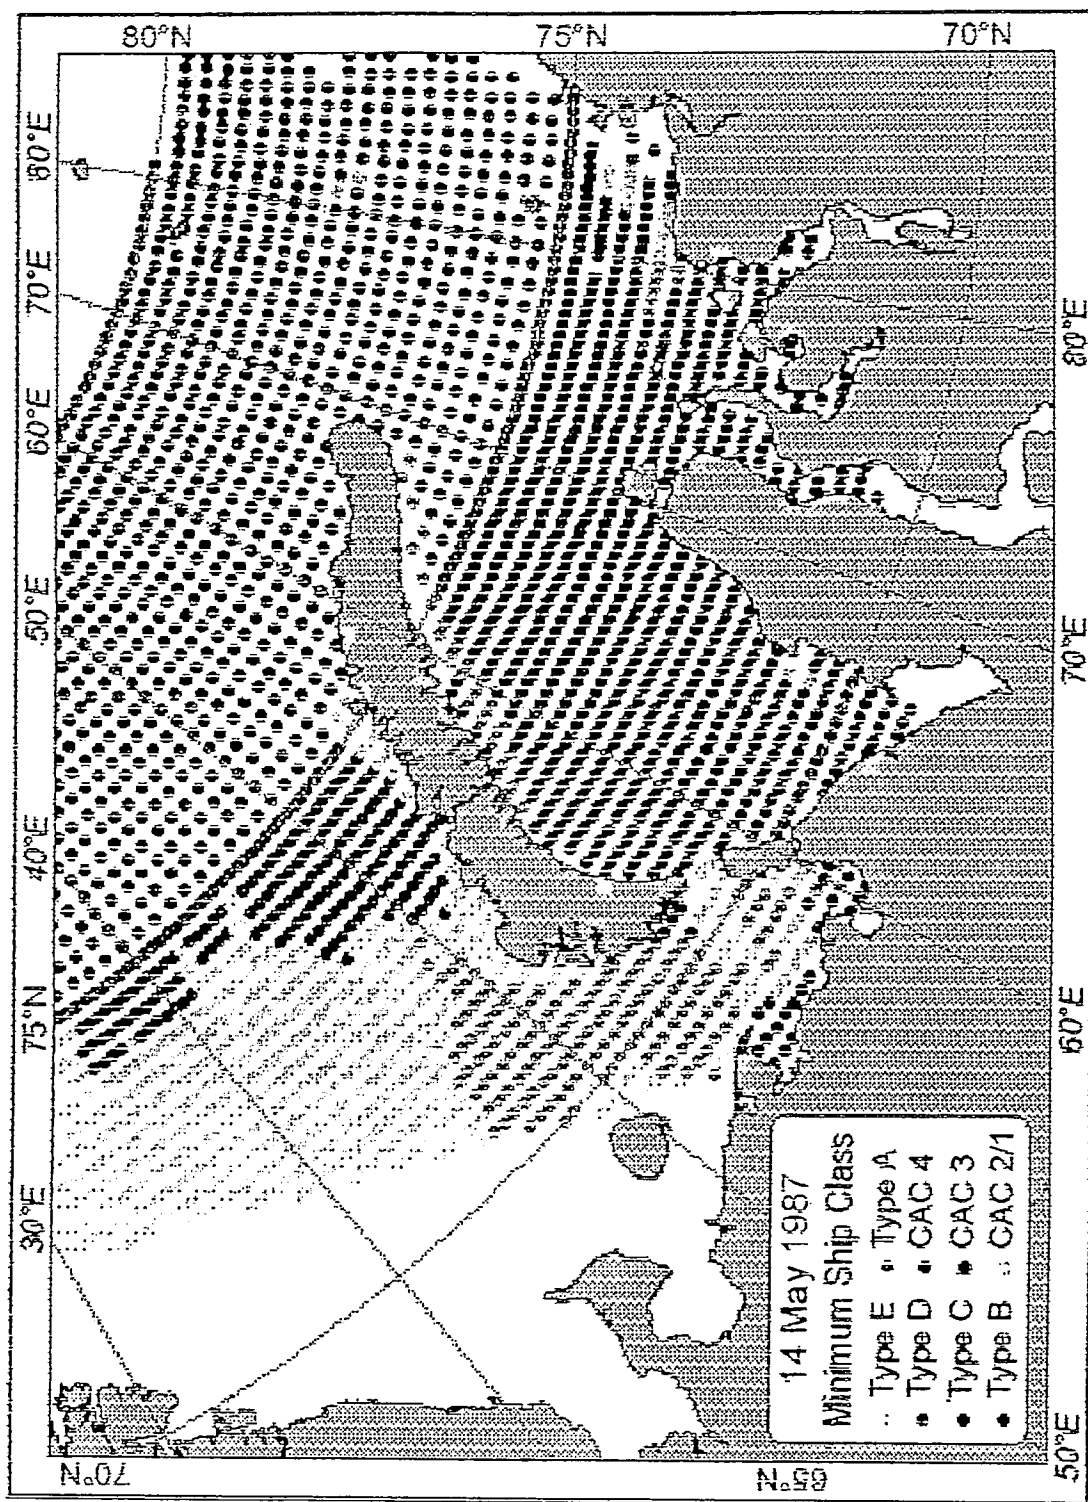 80°N
75°N
70°N
80°E
70°E
60°E
50°E
40°E
75°N
30°E
70°N
65°N
50°E
60°E
70°E
80°E
14 May 1987
Minimum Ship Class
Type E Type A
Type D CAC 4
Type C CAC 3
Type B CAC 2/1